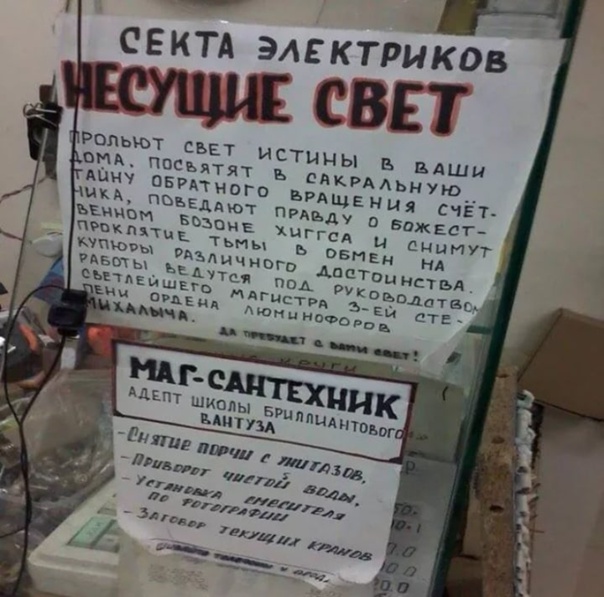 СЕКТА ЭЛЕКТРИКОВ
НЕСУЩИЕ СВЕТ
ПРОЛЬЮТ СВЕТ ИСТИНЫ В ВАШИ
ДОМА, ПОСВЯТЯТ В САКРАЛЬНУЮ
ТАЙНУ ОБРАТНОГО ВРАЩЕНИЯ СЧЁТ-
ЧИКА, ПОВЕДАЮТ ПРАВДУ О БОЖЕСТ-
ВЕННОМ БОЗОНЕ ХИГГСА И СНИМУТ
ПРОКЛЯТИЕ ТЬМЫ В ОБМЕН НА
КУПЮРЫ РАЗЛИЧНОГО ДОСТОИНСТВА.
РАБОТЫ ВЕДУТСЯ ПОД РУКОВОДСТВОМ
СВЕТЛЕЙШЕГО МАГИСТРА 3-ЕЙ СТЕ-
ПЕНИ ОРДЕНА ЛЮМИНОФОРОВ
МИХАЛЫЧА.
ДА ПРЕБУДЕТ С ВАМИ СВЕТ!
МАГ-САНТЕХНИК
АДЕПТ ШКОЛЫ БРИЛЛИАНТОВОГО
ВАНТУЗА
-СНЯТИЕ ПОРЧИ С УНИТАЗОВ,
-ПРИВОРОТ ЧИСТОЙ ВОДЫ,
-УСТАНОВКА СМЕСИТЕЛЯ
ПО ФОТОГРАФИИ
-ЗАГОВОР ТЕКУЩИХ КРАНОВ